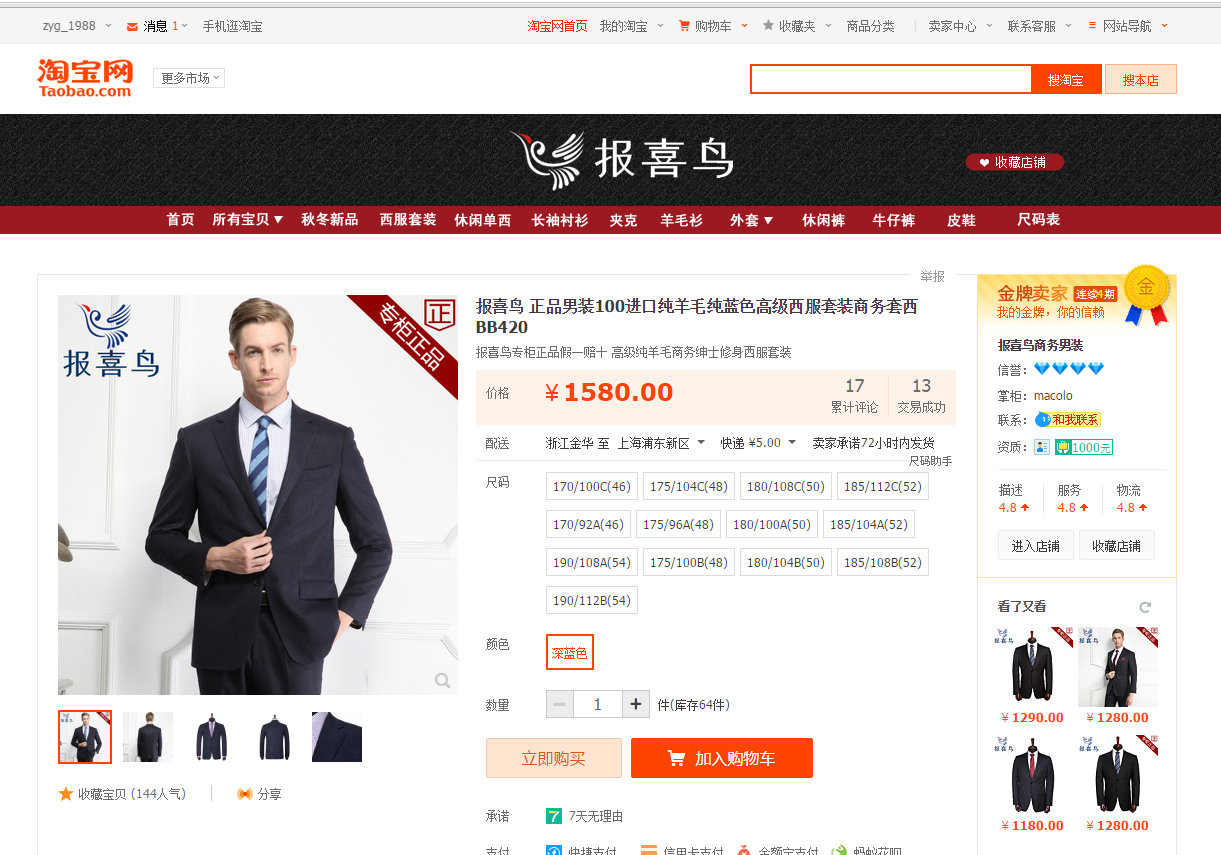 zyg_1988 消息 1 手机逛淘宝 淘宝网首页 我的淘宝 购物车 收藏夹 商品分类 卖家中心 联系客服 网站导航
淘宝网
Taobao.com
更多市场
搜淘宝 搜本店
报喜鸟
收藏店铺
首页 所有宝贝 秋冬新品 西服套装 休闲单西 长袖衬衫 夹克 羊毛衫 外套 休闲裤 牛仔裤 皮鞋 尺码表
举报
报喜鸟
专柜正品
正
报喜鸟 正品男装100进口纯羊毛纯蓝色高级西服套装商务套西
BB420
报喜鸟专柜正品假一赔十 高级纯羊毛商务绅士修身西服套装
价格 ¥1580.00
17 累计评论
13 交易成功
配送 浙江金华 至 上海浦东新区 快递 ¥5.00 卖家承诺72小时内发货
尺码助手
尺码
170/100C(46) 175/104C(48) 180/108C(50) 185/112C(52)
170/92A(46) 175/96A(48) 180/100A(50) 185/104A(52)
190/108A(54) 175/100B(48) 180/104B(50) 185/108B(52)
190/112B(54)
颜色 深蓝色
数量 1 件(库存64件)
立即购买 加入购物车
承诺 7天无理由
支付 快捷支付 信用卡支付 余额宝支付 蚂蚁花呗
收藏宝贝 (144人气) 分享
金牌卖家 连续4期 金
我的金牌，你的信赖
报喜鸟商务男装
信誉：
掌柜： macolo
联系： 和我联系
资质： 1000元
描述 服务 物流
4.8 4.8 4.8
进入店铺 收藏店铺
看了又看
¥1290.00 ¥1280.00
¥1180.00 ¥1280.00